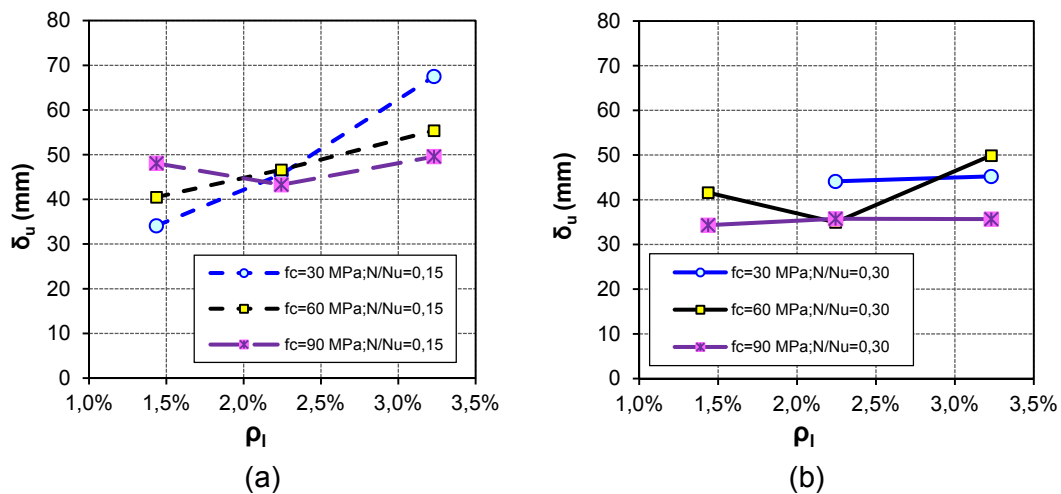 80
70
60
50
40
30
20
10
0
δu (mm)
fc=30 MPa;N/Nu=0,15
fc=60 MPa;N/Nu=0,15
fc=90 MPa;N/Nu=0,15
1,0% 1,5% 2,0% 2,5% 3,0% 3,5%
ρl
(a)
80
70
60
50
40
30
20
10
0
δu (mm)
fc=30 MPa;N/Nu=0,30
fc=60 MPa;N/Nu=0,30
fc=90 MPa;N/Nu=0,30
1,0% 1,5% 2,0% 2,5% 3,0% 3,5%
ρl
(b)